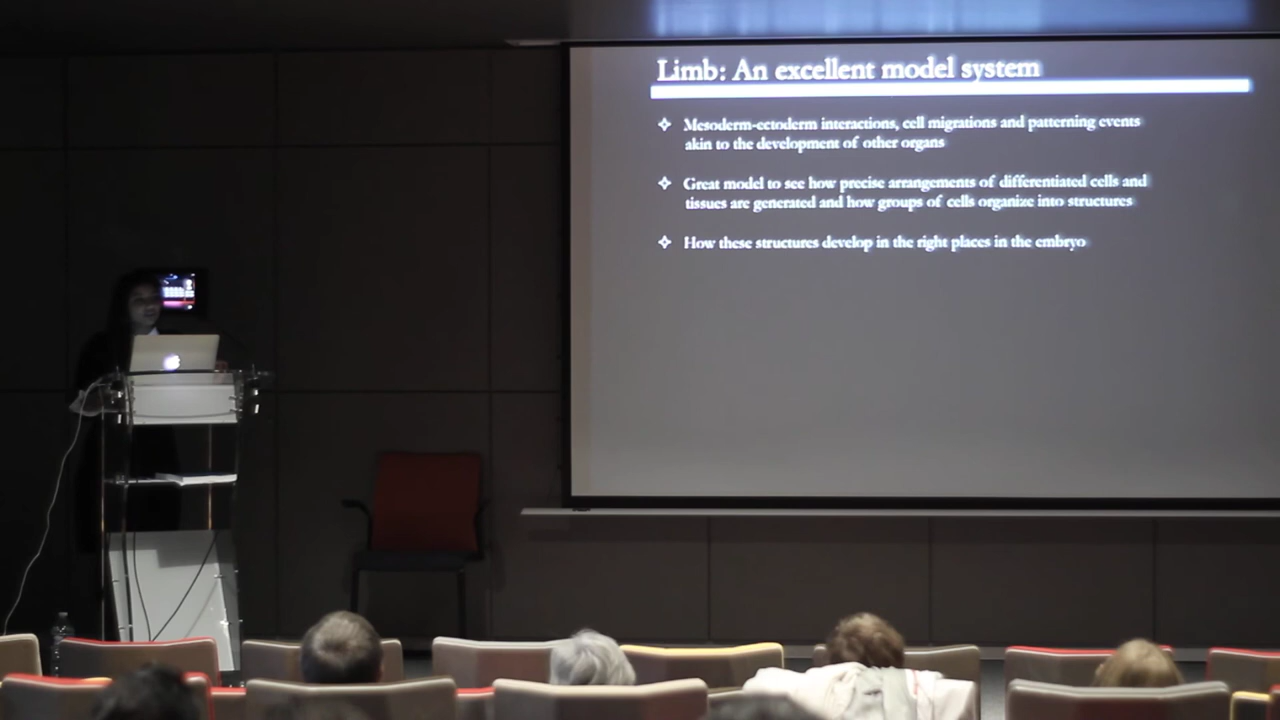 Limb: An excellent model system
Mesoderm-ectoderm interactions, cell migrations and patterning events
akin to the development of other organs
Great model to see how precise arrangements of differentiated cells and
tissues are generated and how groups of cells organize into structures
How these structures develop in the right places in the embryo